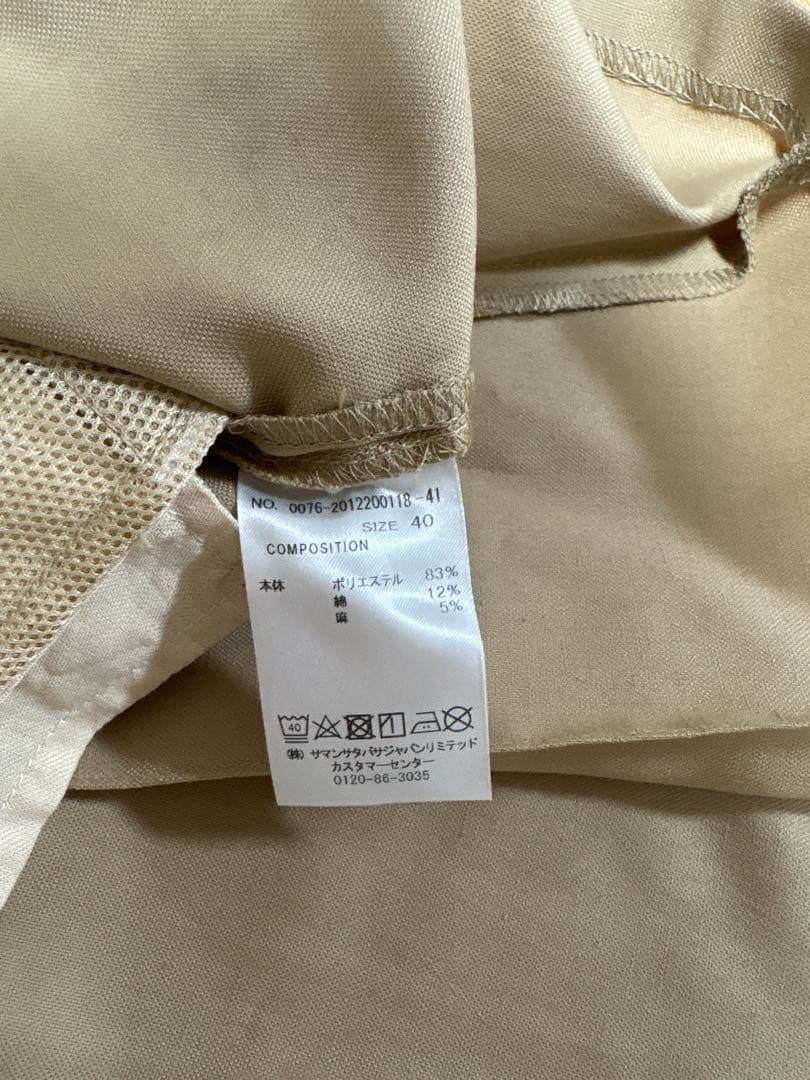 NO. 0076-2012200118-41
SIZE 40
COMPOSITION
本体 ポリエステル 83%
綿 12%
麻 5%
40
(株) サマンサタバサジャパンリミテッド
カスタマーセンター
0120-86-3035